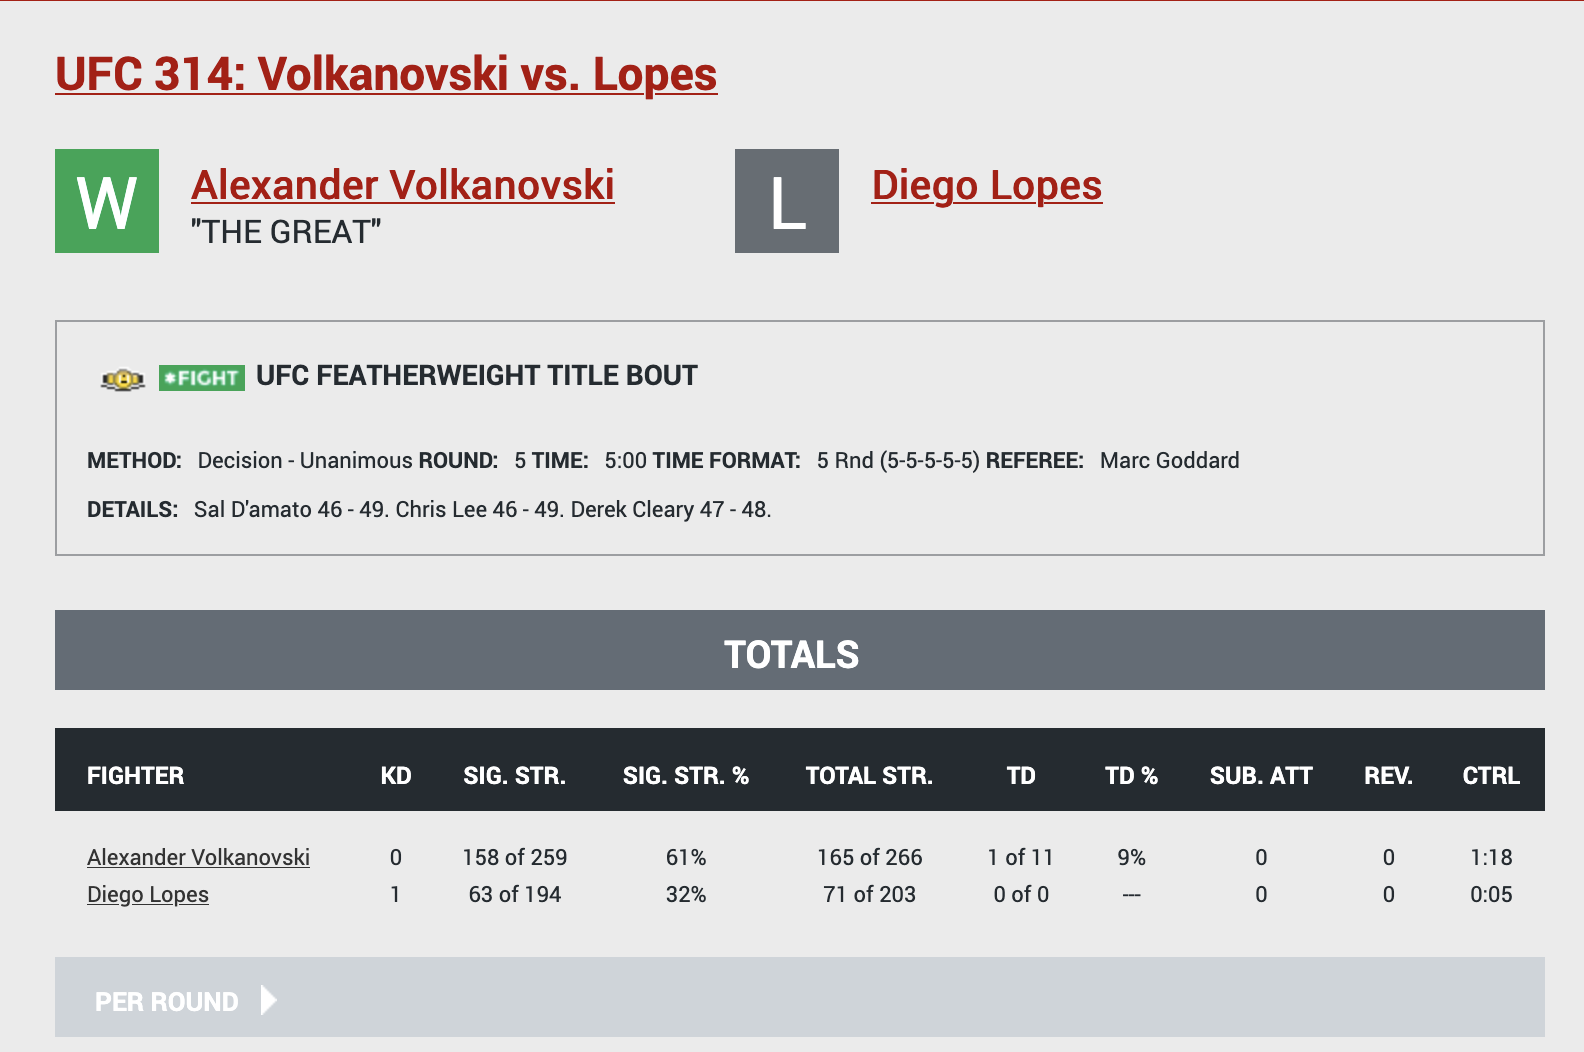 UFC 314: Volkanovski vs. Lopes
W Alexander Volkanovski
"THE GREAT"
L Diego Lopes
*FIGHT UFC FEATHERWEIGHT TITLE BOUT
METHOD: Decision - Unanimous ROUND: 5 TIME: 5:00 TIME FORMAT: 5 Rnd (5-5-5-5-5) REFEREE: Marc Goddard
DETAILS: Sal D'amato 46 - 49. Chris Lee 46 - 49. Derek Cleary 47 - 48.
TOTALS
FIGHTER KD SIG. STR. SIG. STR. % TOTAL STR. TD TD % SUB. ATT REV. CTRL
Alexander Volkanovski 0 158 of 259 61% 165 of 266 1 of 11 9% 0 0 1:18
Diego Lopes 1 63 of 194 32% 71 of 203 0 of 0 --- 0 0 0:05
PER ROUND